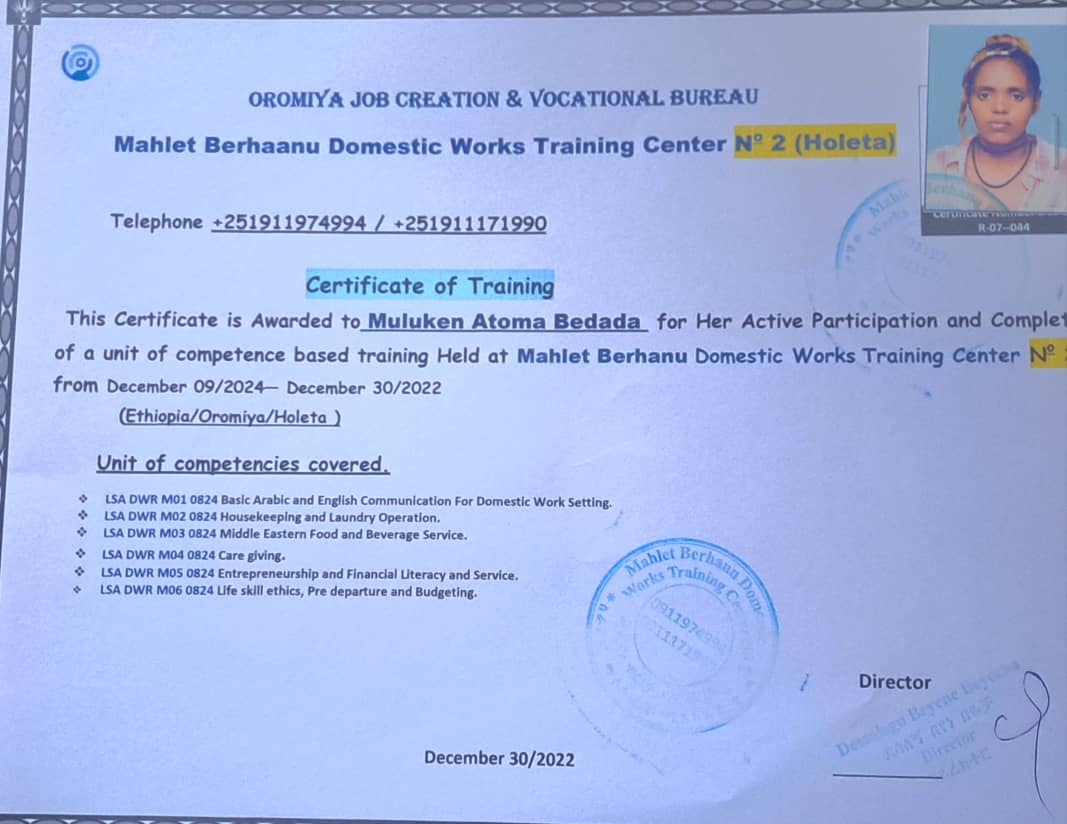 OROMIYA JOB CREATION & VOCATIONAL BUREAU
Mahlet Berhaanu Domestic Works Training Center Nº 2 (Holeta)
Telephone +251911974994 / +251911171990
Certificate Number
R-07--044
Certificate of Training
This Certificate is Awarded to Muluken Atoma Bedada for Her Active Participation and Complet
of a unit of competence based training Held at Mahlet Berhanu Domestic Works Training Center Nº
from December 09/2024— December 30/2022
(Ethiopia/Oromiya/Holeta )
Unit of competencies covered.
❖ LSA DWR M01 0824 Basic Arabic and English Communication For Domestic Work Setting.
❖ LSA DWR M02 0824 Housekeeping and Laundry Operation.
❖ LSA DWR M03 0824 Middle Eastern Food and Beverage Service.
❖ LSA DWR M04 0824 Care giving.
❖ LSA DWR M05 0824 Entrepreneurship and Financial Literacy and Service.
❖ LSA DWR M06 0824 Life skill ethics, Pre departure and Budgeting.
Mahlet Berhanu Dome
Works Training Ce
Director
Beyene
Director
ዳይሬክተር
December 30/2022